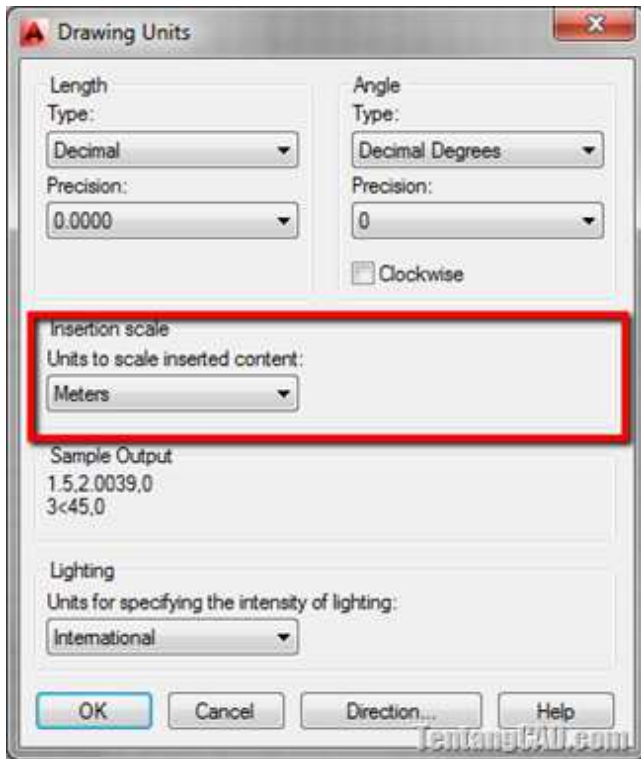 Drawing Units
Length
Type:
Decimal
Precision:
0.0000
Angle
Type:
Decimal Degrees
Precision:
0
Clockwise
Insertion scale
Units to scale inserted content:
Meters
Sample Output
1.5,2.0039,0
3<45,0
Lighting
Units for specifying the intensity of lighting:
International
OK Cancel Direction... Help
TentangCAD.com